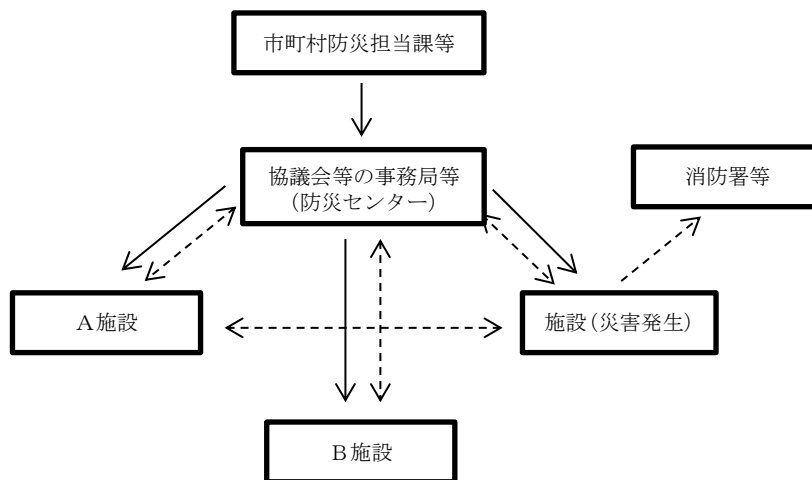 市町村防災担当課等
協議会等の事務局等
（防災センター）
消防署等
Ａ施設
施設（災害発生）
Ｂ施設